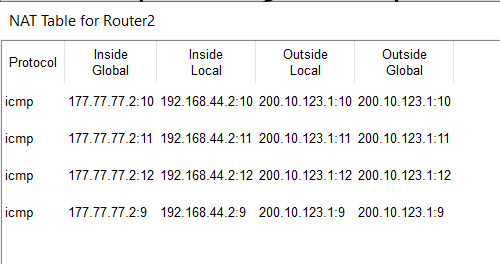 NAT Table for Router2
Protocol Inside Global Inside Local Outside Local Outside Global
icmp 177.77.77.2:10 192.168.44.2:10 200.10.123.1:10 200.10.123.1:10
icmp 177.77.77.2:11 192.168.44.2:11 200.10.123.1:11 200.10.123.1:11
icmp 177.77.77.2:12 192.168.44.2:12 200.10.123.1:12 200.10.123.1:12
icmp 177.77.77.2:9 192.168.44.2:9 200.10.123.1:9 200.10.123.1:9